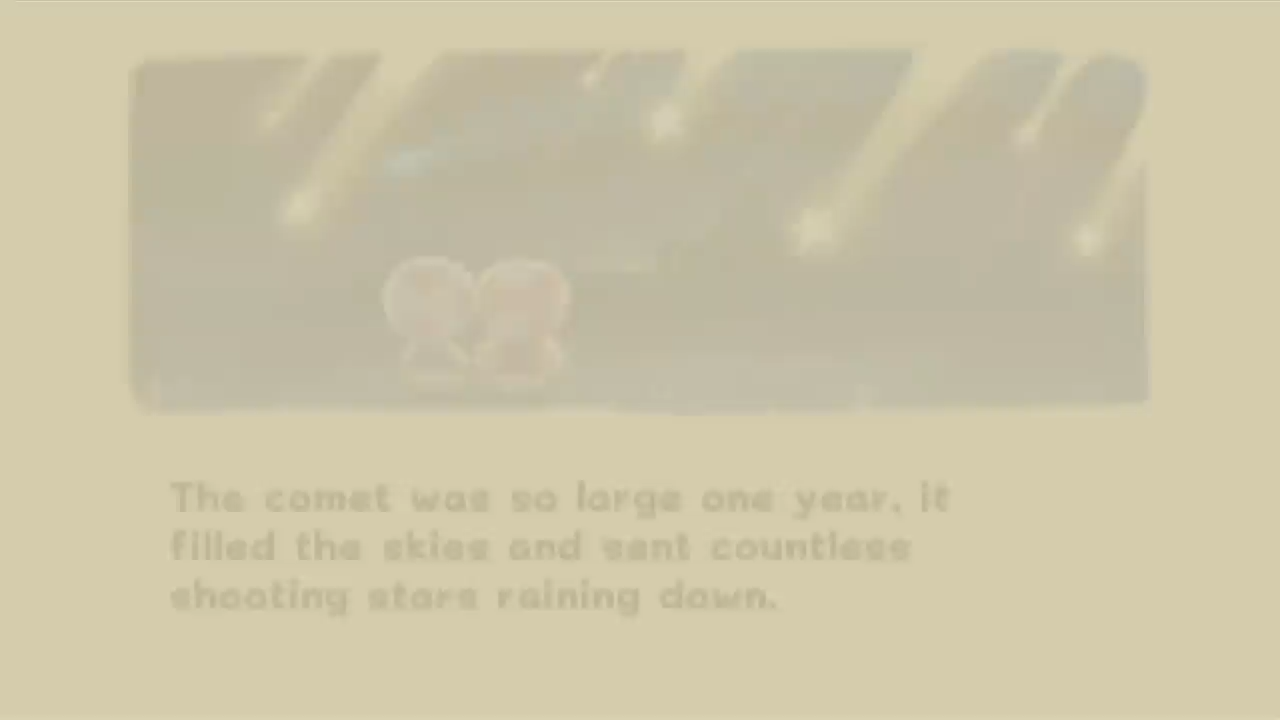 The comet was so large one year, it
filled the skies and sent countless
shooting stars raining down.